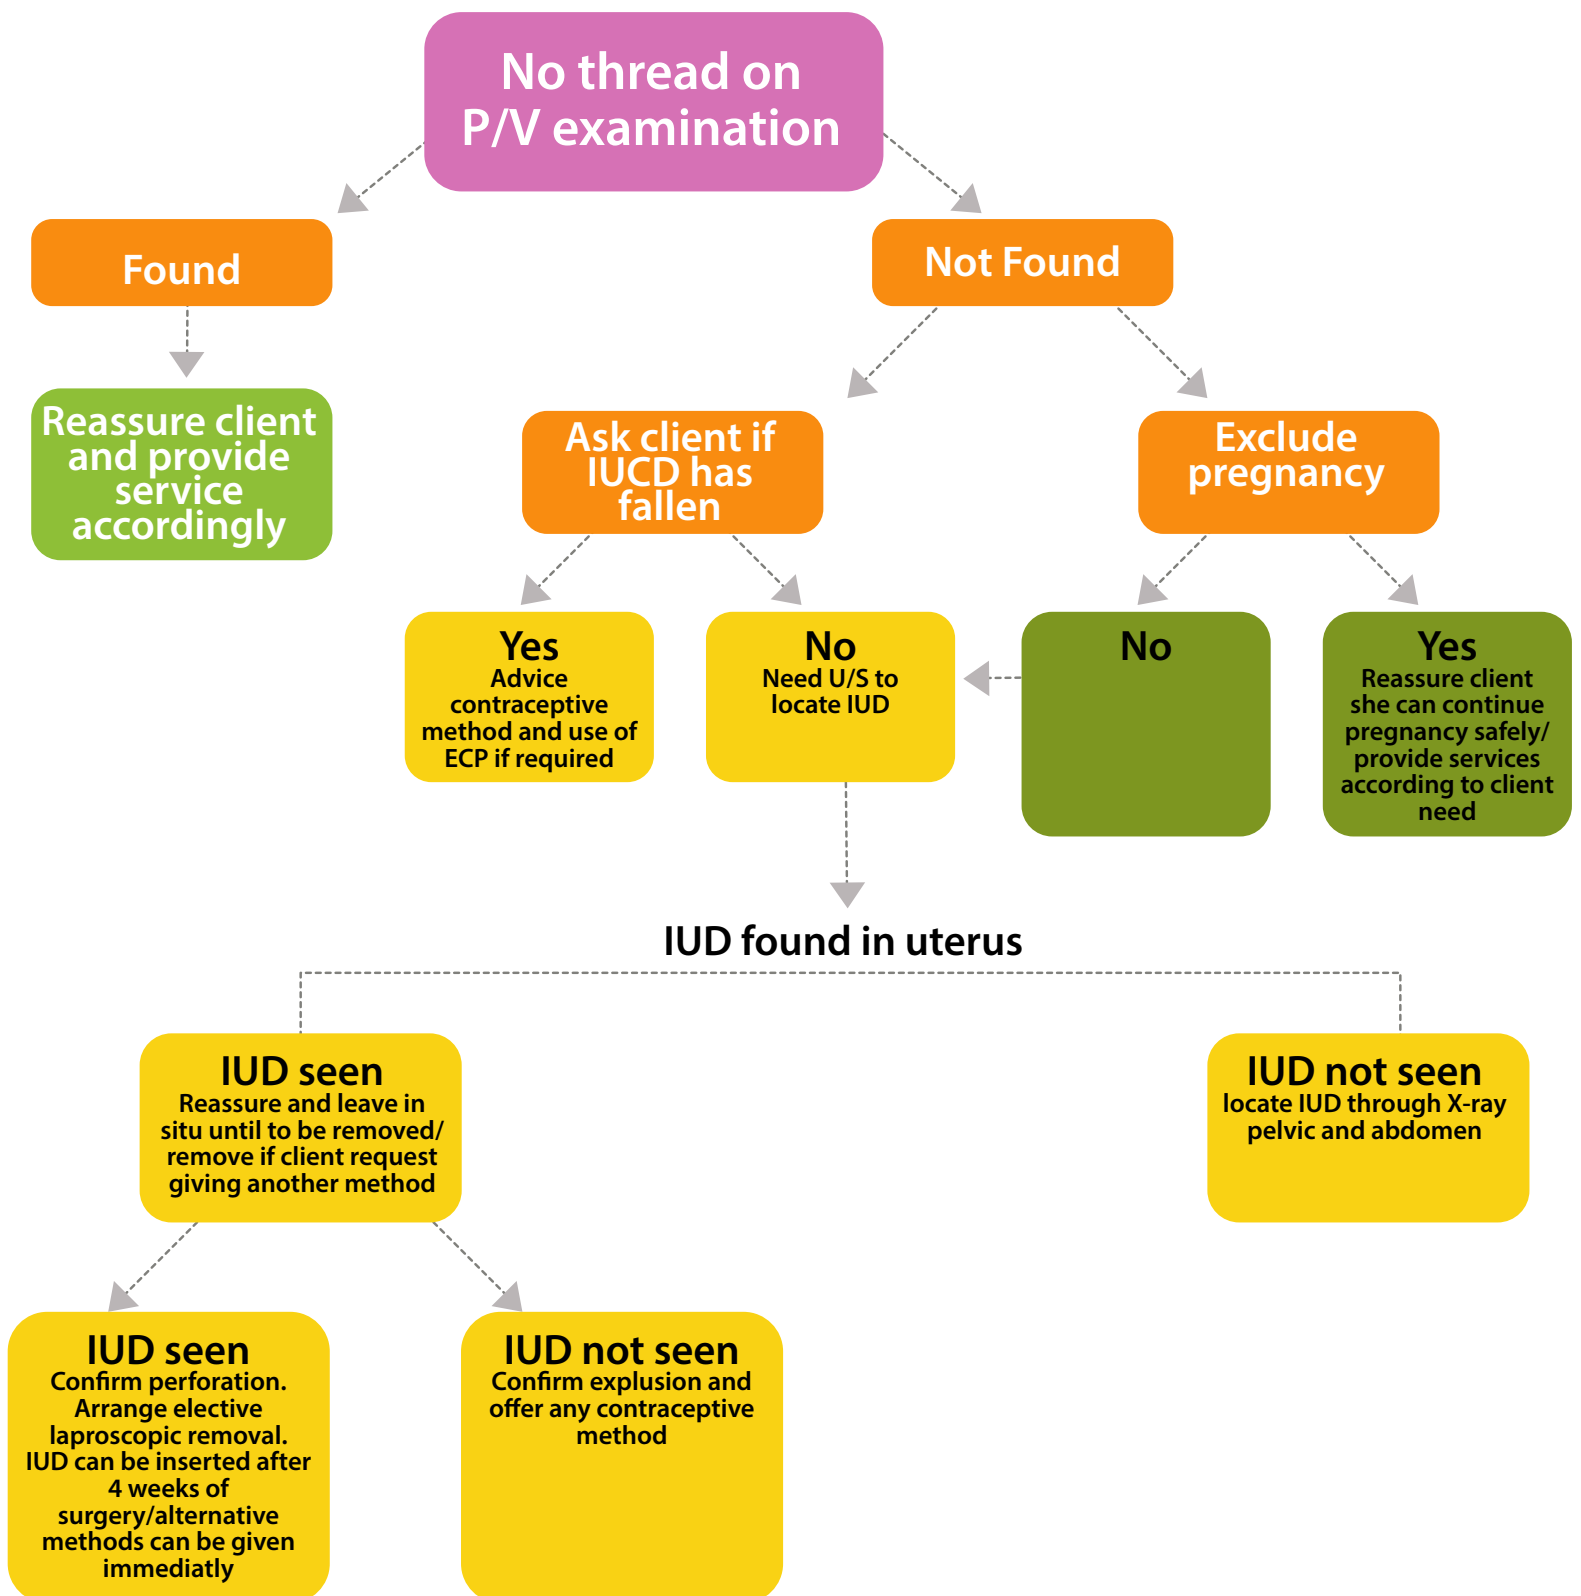 No thread on
P/V examination
Found
Not Found
Reassure client
and provide
service
accordingly
Ask client if
IUCD has
fallen
Exclude
pregnancy
Yes
Advice
contraceptive
method and use of
ECP if required
No
Need U/S to
locate IUD
No
Yes
Reassure client
she can continue
pregnancy safely/
provide services
according to client
need
IUD found in uterus
IUD seen
Reassure and leave in
situ until to be removed/
remove if client request
giving another method
IUD not seen
locate IUD through X-ray
pelvic and abdomen
IUD seen
Confirm perforation.
Arrange elective
laproscopic removal.
IUD can be inserted after
4 weeks of
surgery/alternative
methods can be given
immediatly
IUD not seen
Confirm explusion and
offer any contraceptive
method